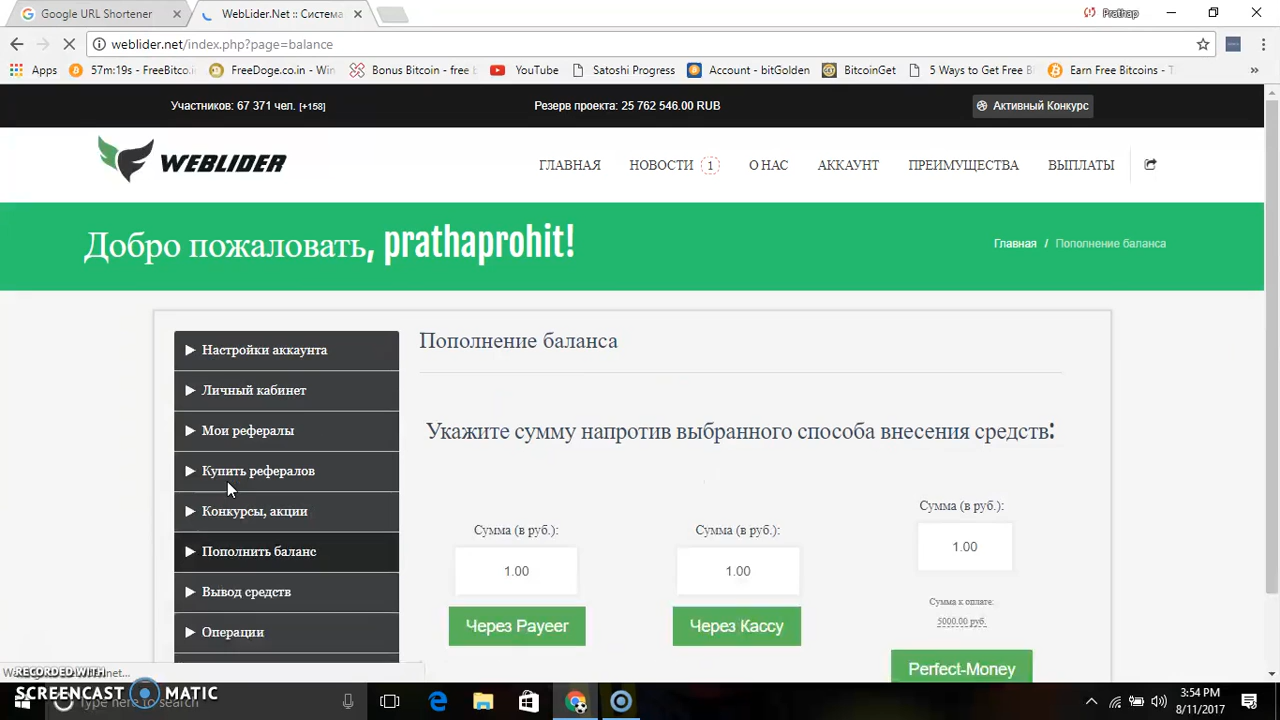 Google URL Shortener
WebLider.Net :: Система
Prathap
weblider.net/index.php?page=balance
Apps
57m:19s - FreeBitco.i
FreeDoge.co.in - Win
Bonus Bitcoin - free b
YouTube
Satoshi Progress
Account - bitGolden
BitcoinGet
5 Ways to Get Free B
Earn Free Bitcoins - T
Участников: 67 371 чел. [+158]
Резерв проекта: 25 762 546.00 RUB
Активный Конкурс
WEBLIDER
ГЛАВНАЯ
НОВОСТИ 1
О НАС
АККАУНТ
ПРЕИМУЩЕСТВА
ВЫПЛАТЫ
Добро пожаловать, prathaprohit!
Главная / Пополнение баланса
Настройки аккаунта
Личный кабинет
Мои рефералы
Купить рефералов
Конкурсы, акции
Пополнить баланс
Вывод средств
Операции
Пополнение баланса
Укажите сумму напротив выбранного способа внесения средств:
Сумма (в руб.):
1.00
Через Payeer
Сумма (в руб.):
1.00
Через Кассу
Сумма (в руб.):
1.00
Сумма к оплате:
5000.00 руб.
Perfect-Money
RECORDED WITH
SCREENCAST MATIC
Type here to search
3:54 PM
8/11/2017